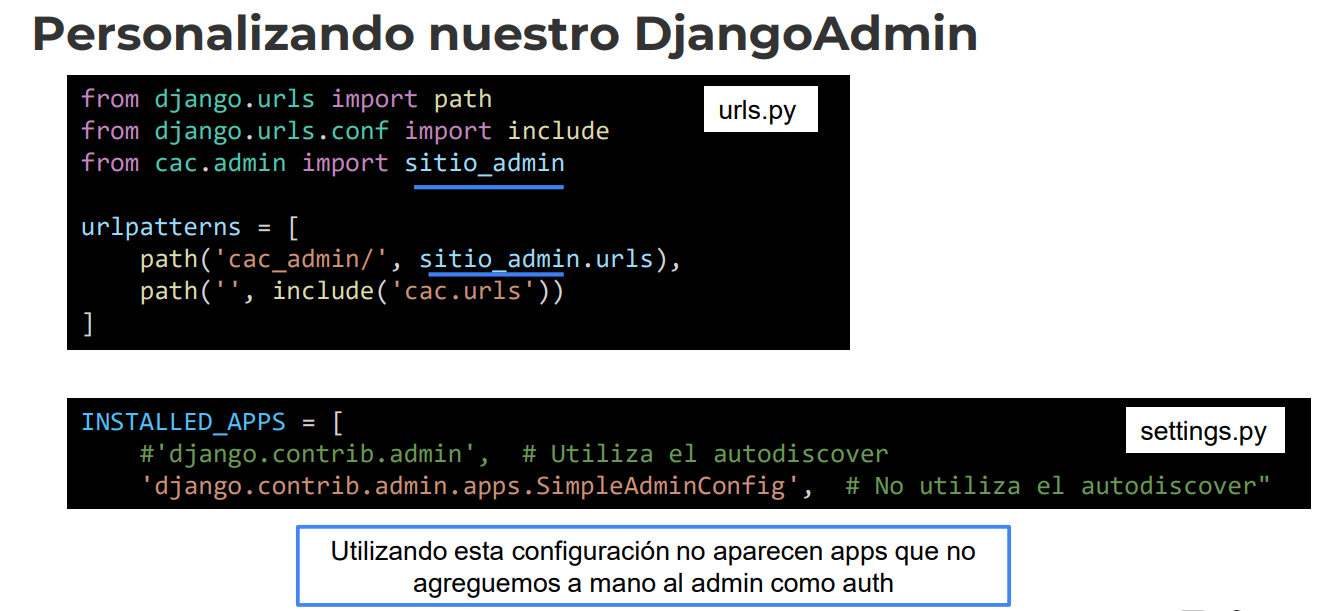 Personalizando nuestro DjangoAdmin
from django.urls import path
urls.py
from django.urls.conf import include
from cac.admin import sitio_admin
urlpatterns = [
path('cac_admin/', sitio_admin.urls),
path('', include('cac.urls'))
]
INSTALLED_APPS = [
settings.py
#'django.contrib.admin',  # Utiliza el autodiscover
'django.contrib.admin.apps.SimpleAdminConfig',  # No utiliza el autodiscover"
Utilizando esta configuración no aparecen apps que no
agreguemos a mano al admin como auth